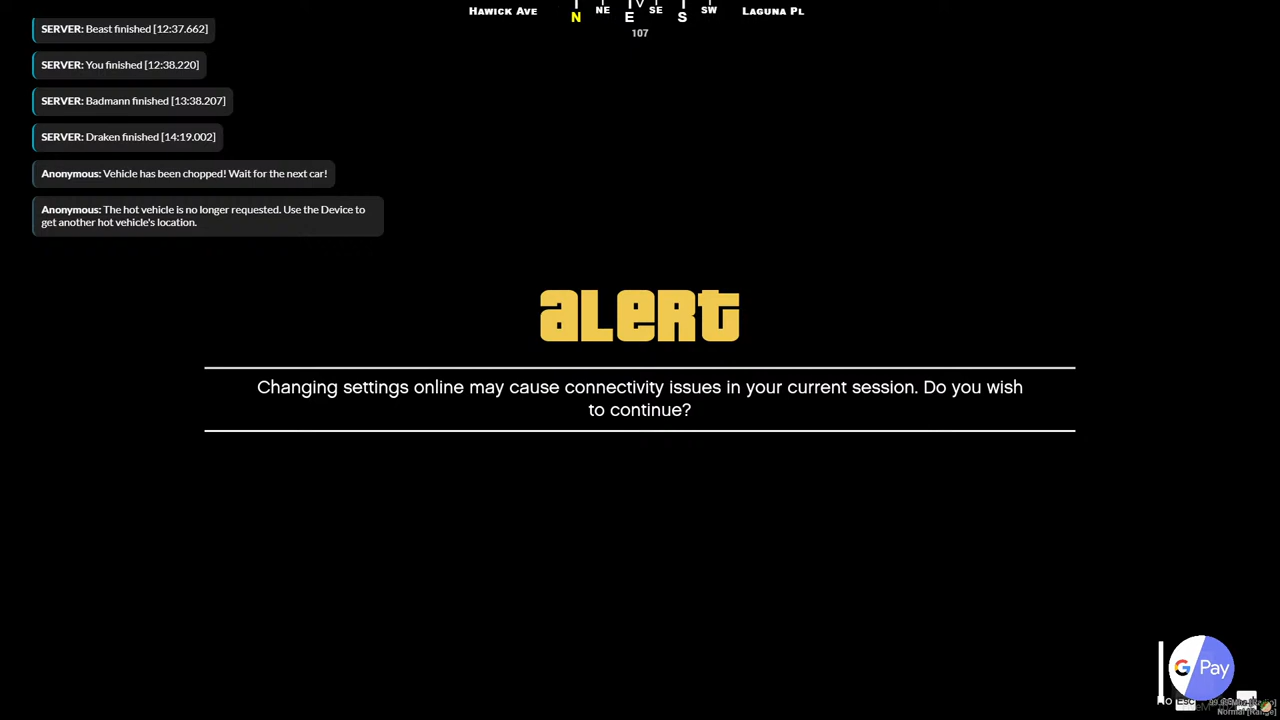 Hawick Ave N NE E SE S SW Laguna Pl
107
SERVER: Beast finished [12:37.662]
SERVER: You finished [12:38.220]
SERVER: Badmann finished [13:38.207]
SERVER: Draken finished [14:19.002]
Anonymous: Vehicle has been chopped! Wait for the next car!
Anonymous: The hot vehicle is no longer requested. Use the Device to
get another hot vehicle's location.
alert
Changing settings online may cause connectivity issues in your current session. Do you wish
to continue?
G Pay
No Esc
Normal [Range]